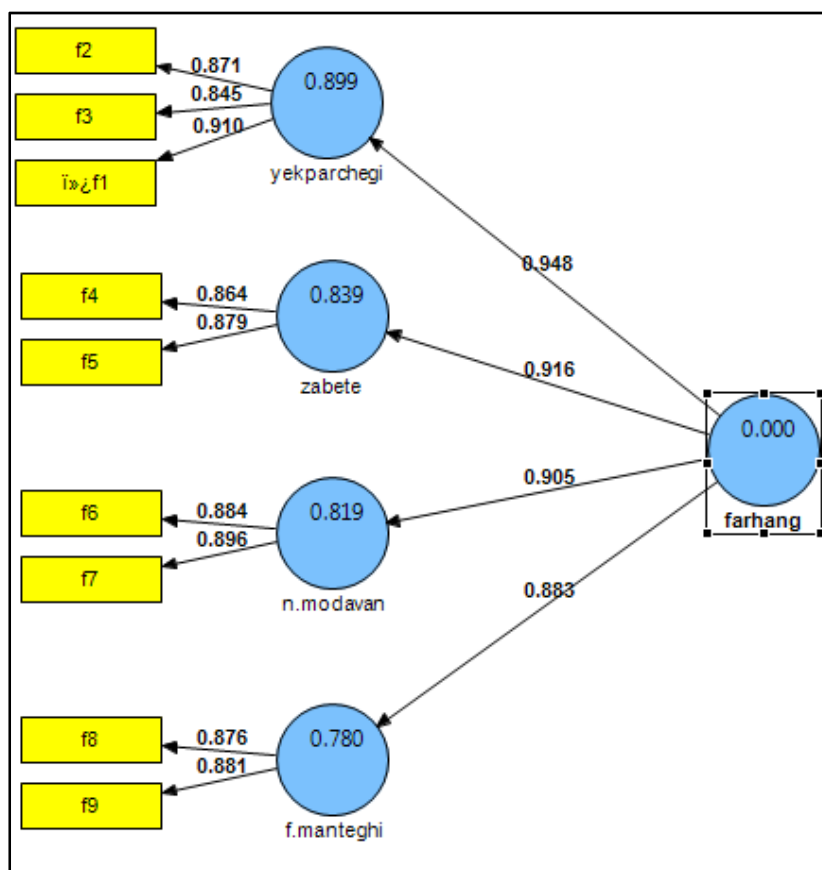 f2
0.871
0.899
f3
0.845
0.910
ï»¿f1
yekparchegi
0.948
f4
0.864
0.839
0.879
f5
zabete
0.916
0.000
farhang
0.905
f6
0.884
0.819
0.896
f7
n.modavan
0.883
f8
0.876
0.780
0.881
f9
f.manteghi